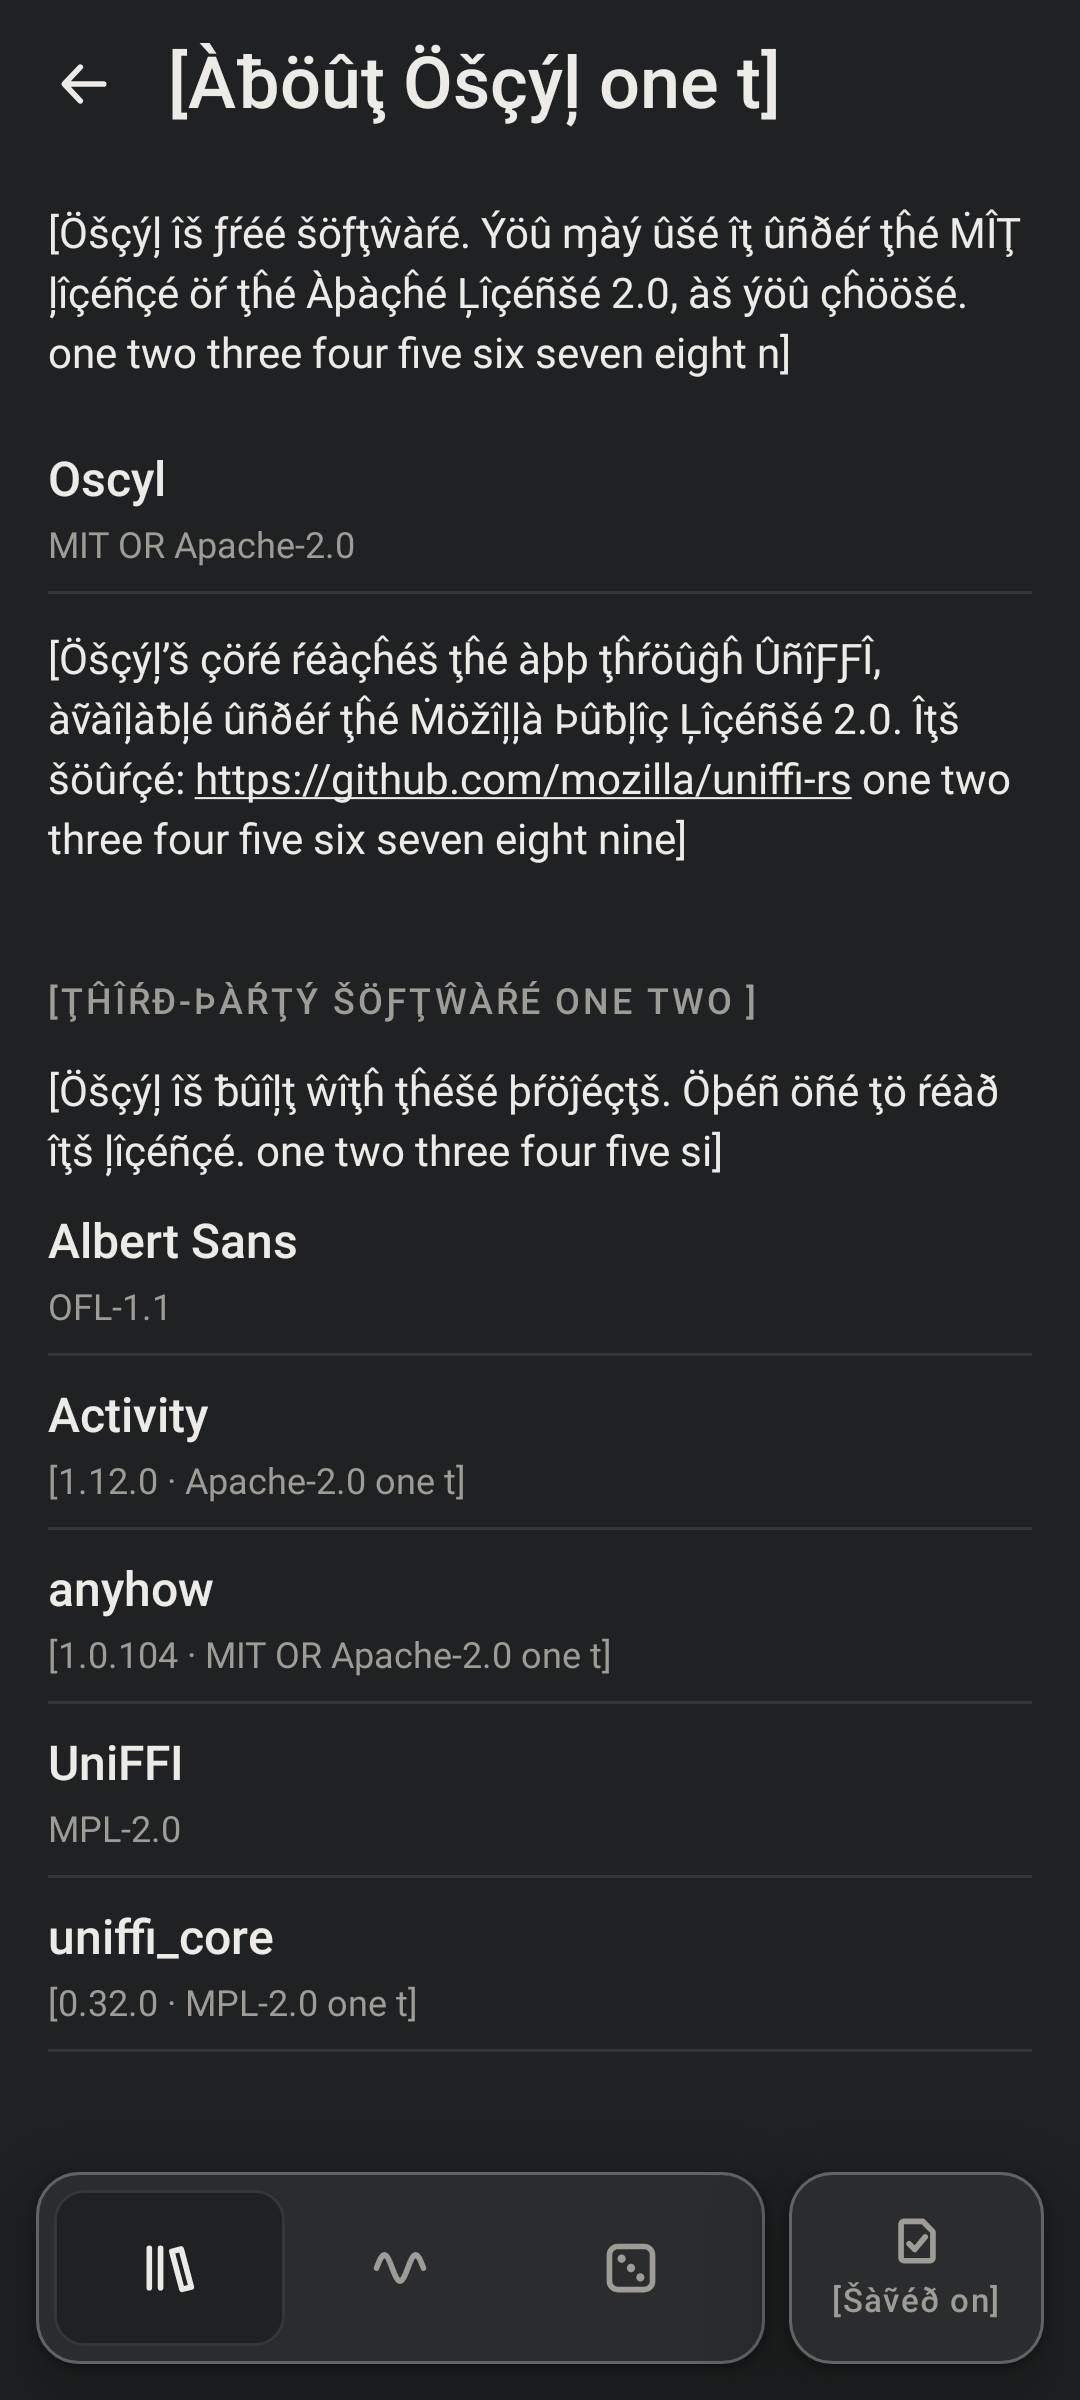 [Àƀöûţ Öšçýļ one t]
[Öšçýļ îš ƒŕéé šöƒţŵàŕé. Ýöû ɱàý ûšé îţ ûñðéŕ ţĥé ṀÎŢ
ļîçéñçé öŕ ţĥé Àþàçĥé Ļîçéñšé 2.0, àš ýöû çĥööšé.
one two three four five six seven eight n]
Oscyl
MIT OR Apache-2.0
[Öšçýļ’š çöŕé ŕéàçĥéš ţĥé àþþ ţĥŕöûĝĥ ÛñîƑƑÎ,
àṽàîļàƀļé ûñðéŕ ţĥé Ṁöžîļļà Þûƀļîç Ļîçéñšé 2.0. Îţš
šöûŕçé: https://github.com/mozilla/uniffi-rs one two
three four five six seven eight nine]
[ŢĤÎŔÐ-ÞÀŔŢÝ ŠÖƑŢŴÀŔÉ ONE TWO ]
[Öšçýļ îš ƀûîļţ ŵîţĥ ţĥéšé þŕöĵéçţš. Öþéñ öñé ţö ŕéàð
îţš ļîçéñçé. one two three four five si]
Albert Sans
OFL-1.1
Activity
[1.12.0 · Apache-2.0 one t]
anyhow
[1.0.104 · MIT OR Apache-2.0 one t]
UniFFI
MPL-2.0
uniffi_core
[0.32.0 · MPL-2.0 one t]
[Šàṽéð on]